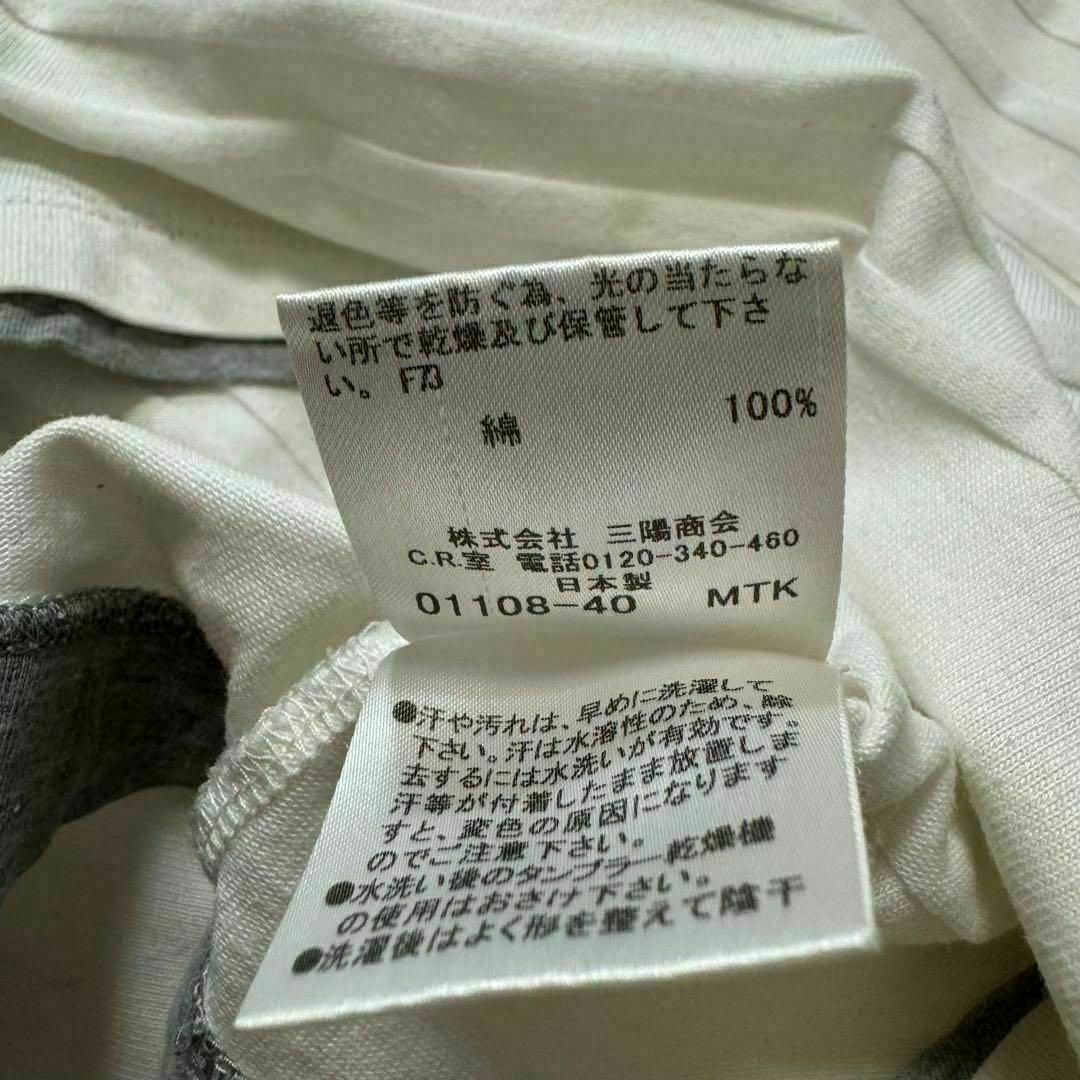 退色等を防ぐ為、光の当たらな
い所で乾燥及び保管して下さ
い。 F73
綿 100%
株式会社 三陽商会
C.R.室 電話0120-340-460
日本製
01108-40 MTK
●汗や汚れは、早めに洗濯して
下さい。汗は水溶性のため、除
去するには水洗いが有効です。
汗等が付着したまま放置しま
すと、変色の原因になります
のでご注意下さい。
●水洗い後のタンブラー乾燥機
の使用はおさけ下さい。
●洗濯後はよく形を整えて陰干